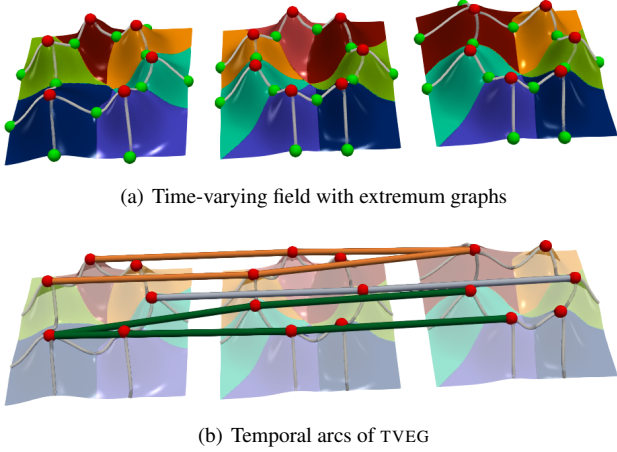 (a) Time-varying field with extremum graphs
(b) Temporal arcs of TVEG